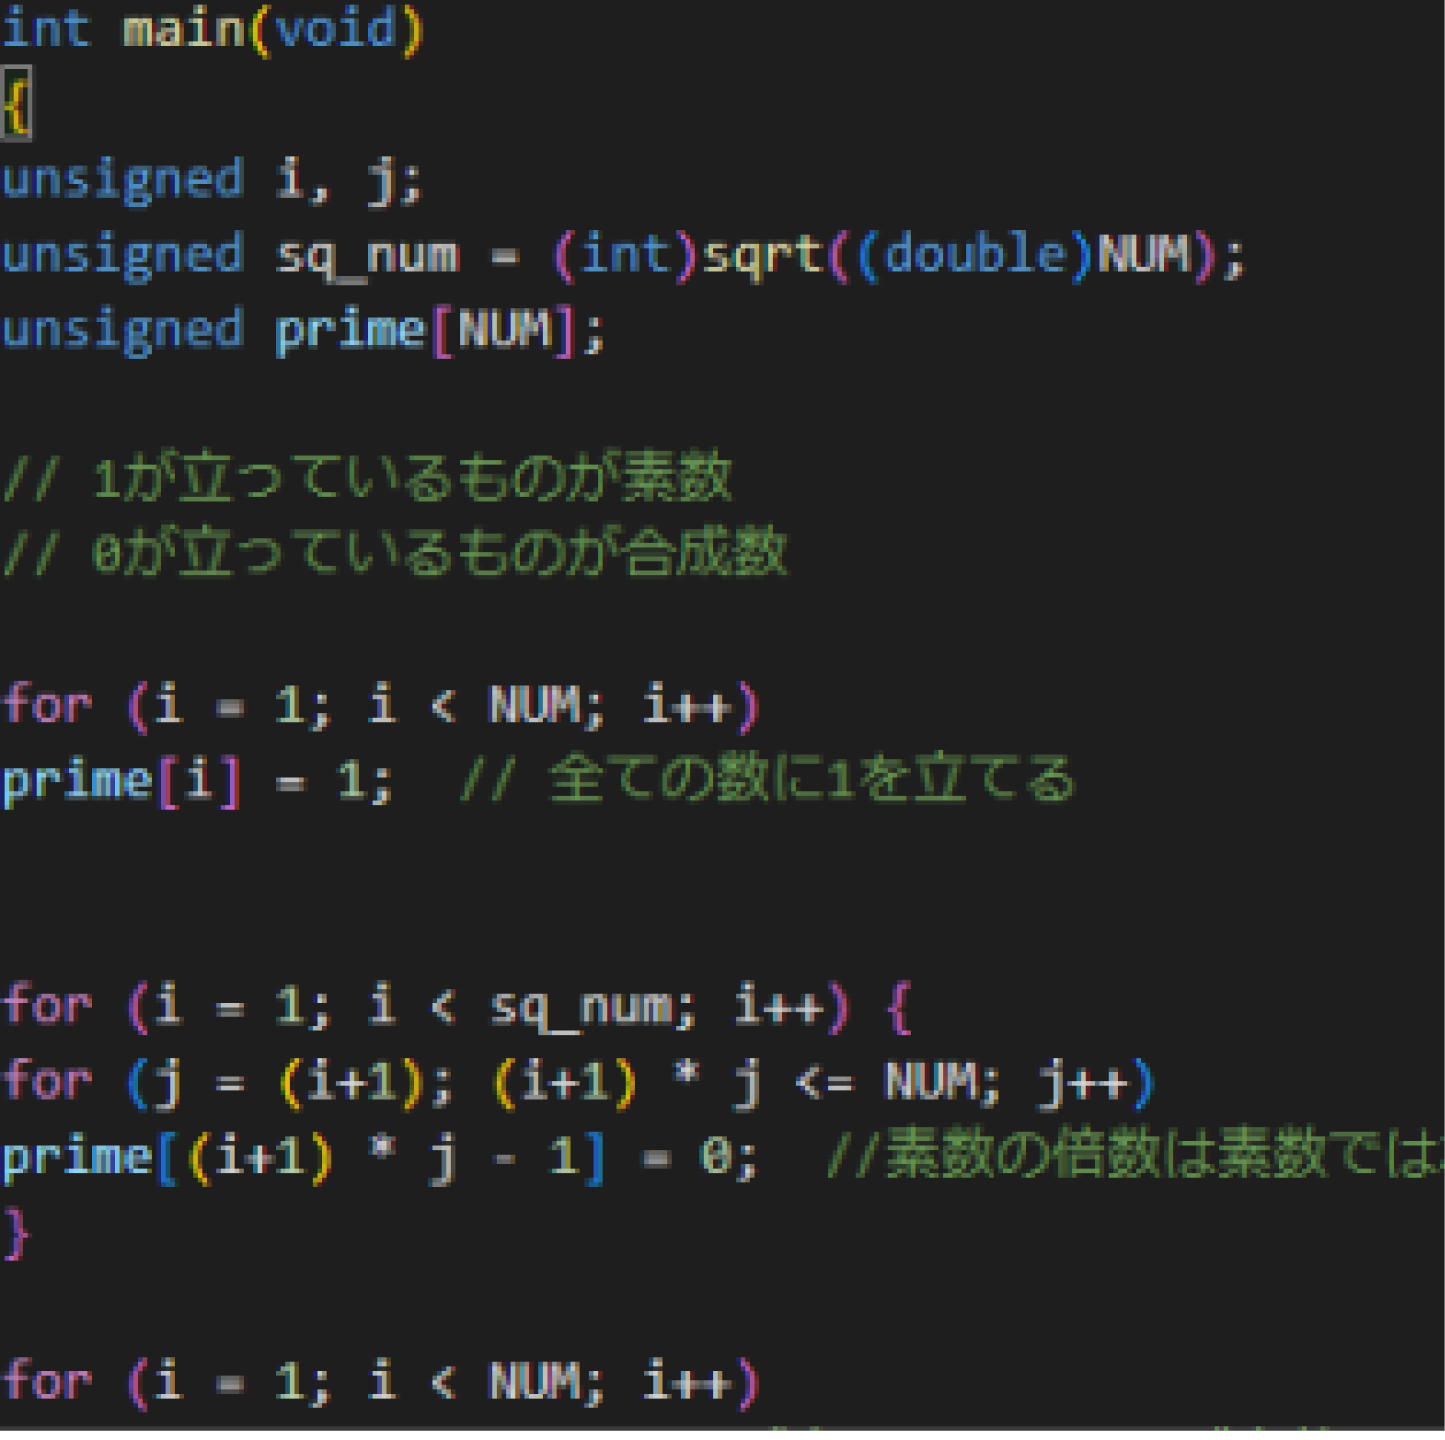 int main(void)
{
unsigned i, j;
unsigned sq_num = (int)sqrt((double)NUM);
unsigned prime[NUM];
// 1が立っているものが素数
// 0が立っているものが合成数
for (i = 1; i < NUM; i++)
prime[i] = 1;  // 全ての数に1を立てる
for (i = 1; i < sq_num; i++) {
for (j = (i+1); (i+1) * j <= NUM; j++)
prime[(i+1) * j - 1] = 0;  //素数の倍数は素数では
}
for (i = 1; i < NUM; i++)